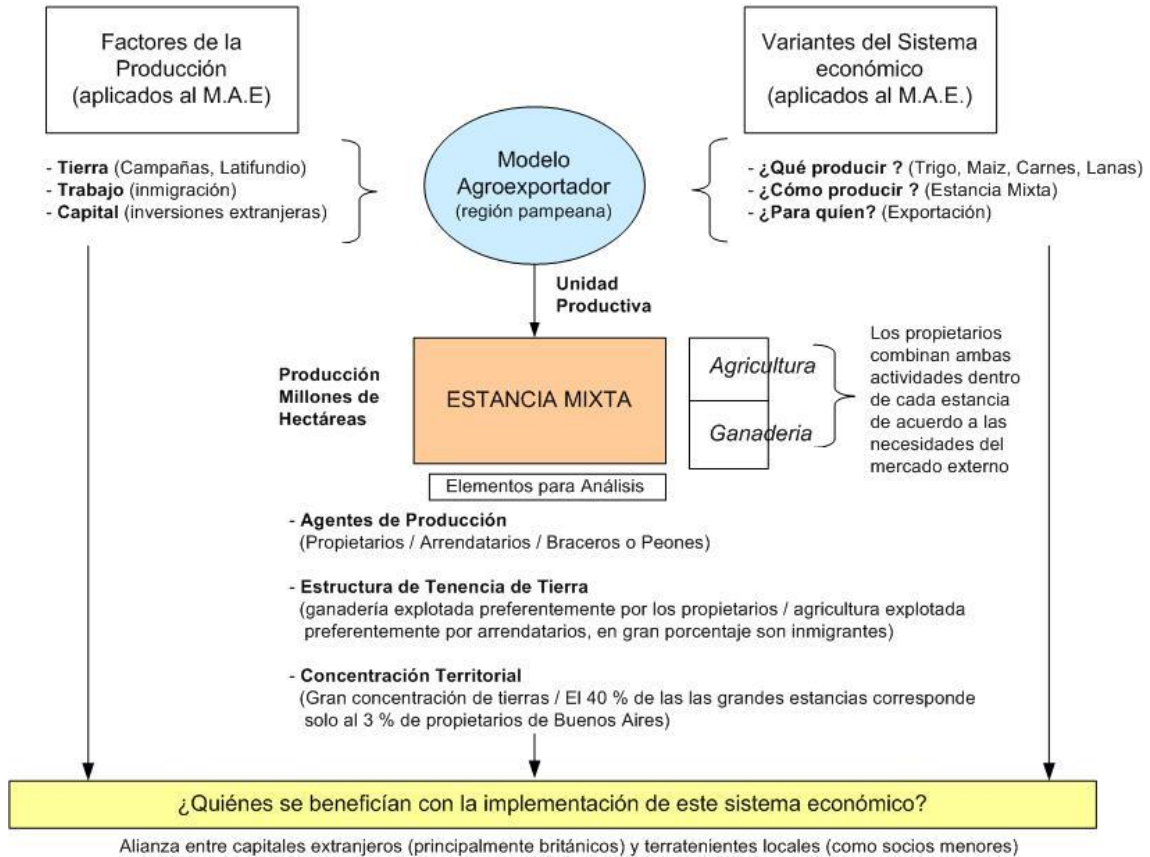 Factores de la
Producción
(aplicados al M.A.E)
Variantes del Sistema
económico
(aplicados al M.A.E.)
- Tierra (Campañas, Latifundio)
- Trabajo (inmigración)
- Capital (inversiones extranjeras)
Modelo
Agroexportador
(región pampeana)
- ¿Qué producir ? (Trigo, Maiz, Carnes, Lanas)
- ¿Cómo producir ? (Estancia Mixta)
- ¿Para quíen? (Exportación)
Unidad
Productiva
Producción
Millones de
Hectáreas
ESTANCIA MIXTA
Agricultura
Ganaderia
Los propietarios
combinan ambas
actividades dentro
de cada estancia
de acuerdo a las
necesidades del
mercado externo
Elementos para Análisis
- Agentes de Producción
(Propietarios / Arrendatarios / Braceros o Peones)
- Estructura de Tenencia de Tierra
(ganadería explotada preferentemente por los propietarios / agricultura explotada
preferentemente por arrendatarios, en gran porcentaje son inmigrantes)
- Concentración Territorial
(Gran concentración de tierras / El 40 % de las las grandes estancias corresponde
solo al 3 % de propietarios de Buenos Aires)
¿Quiénes se benefician con la implementación de este sistema económico?
Alianza entre capitales extranjeros (principalmente británicos) y terratenientes locales (como socios menores)